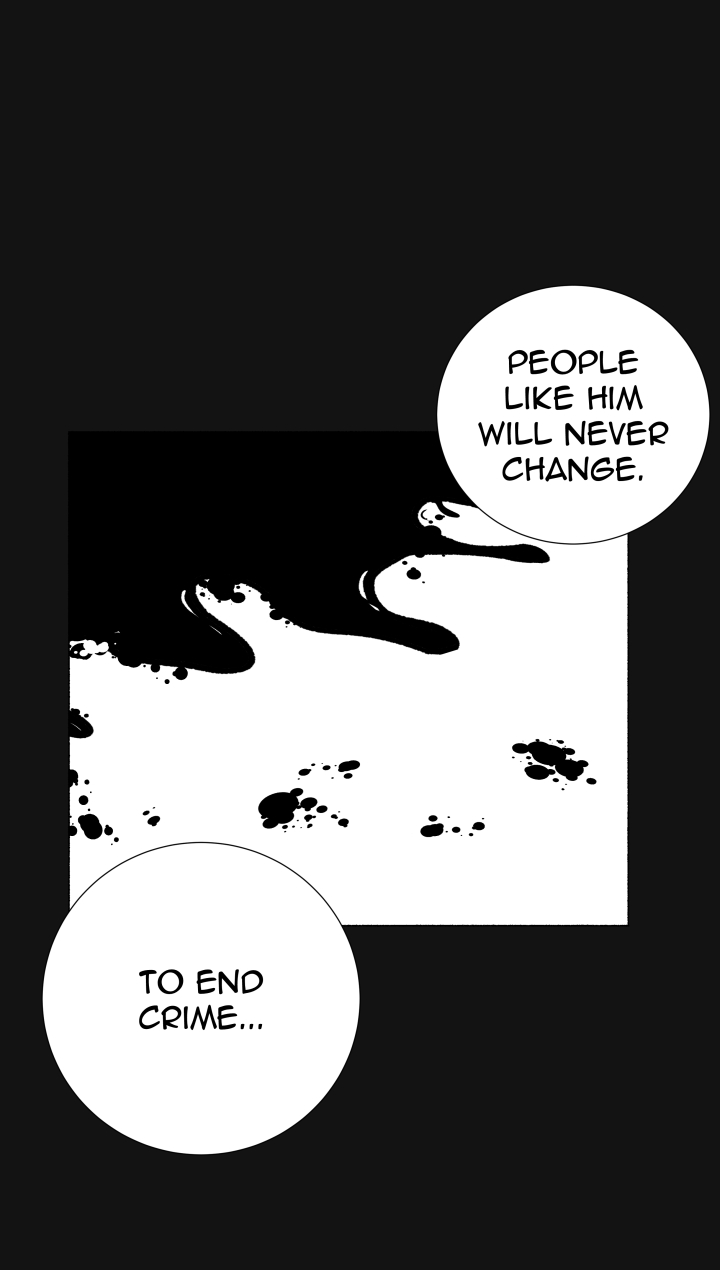 PEOPLE
LIKE HIM
WILL NEVER
CHANGE.
TO END
CRIME...